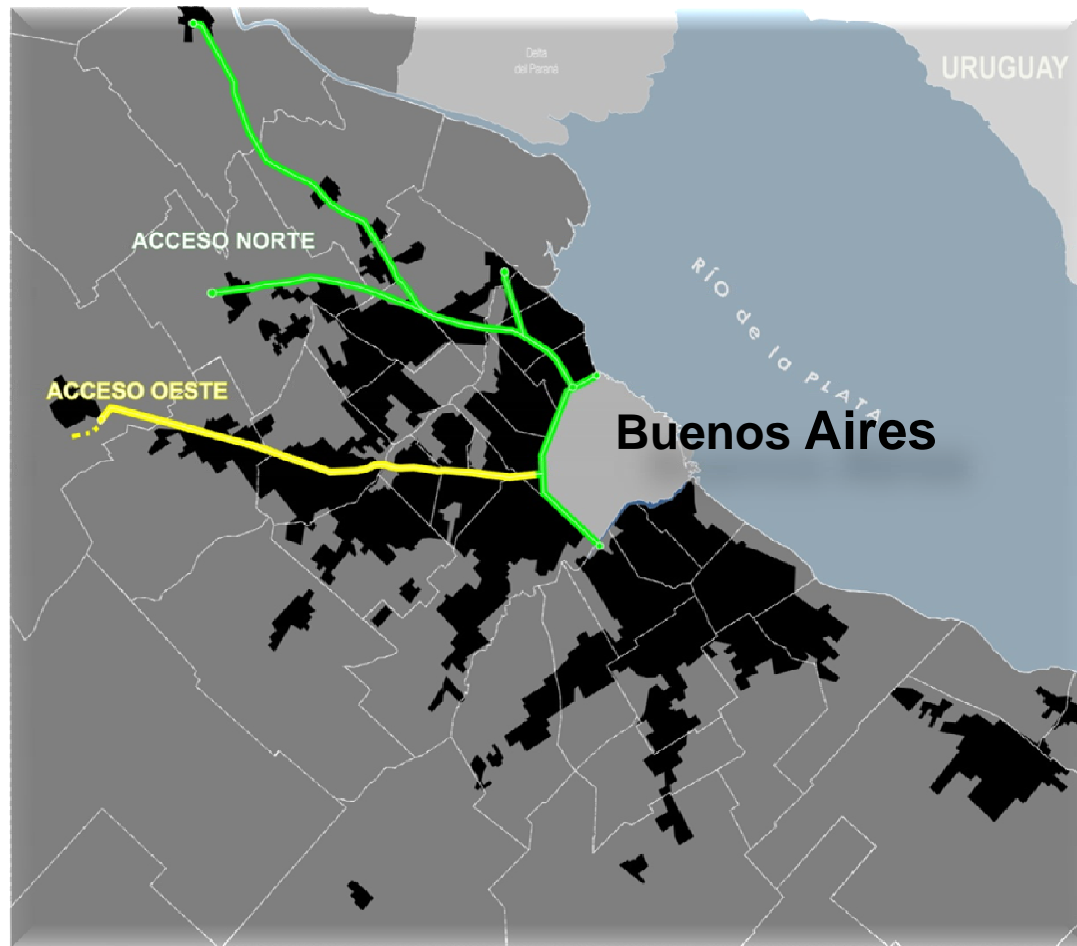 Delta
del Paraná
URUGUAY
ACCESO NORTE
RÍO de la PLATA
ACCESO OESTE
Buenos Aires